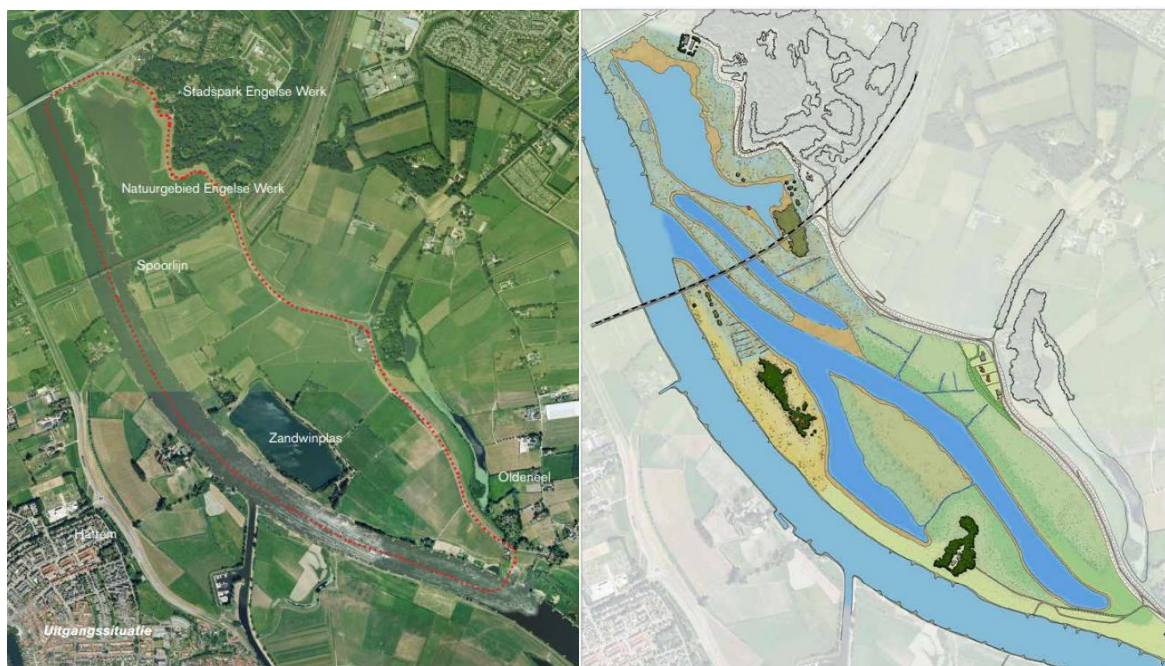 Stadspark Engelse Werk
Natuurgebied Engelse Werk
Spoorlijn
Zandwinplas
Oldeneel
Hattem
Uitgangssituatie